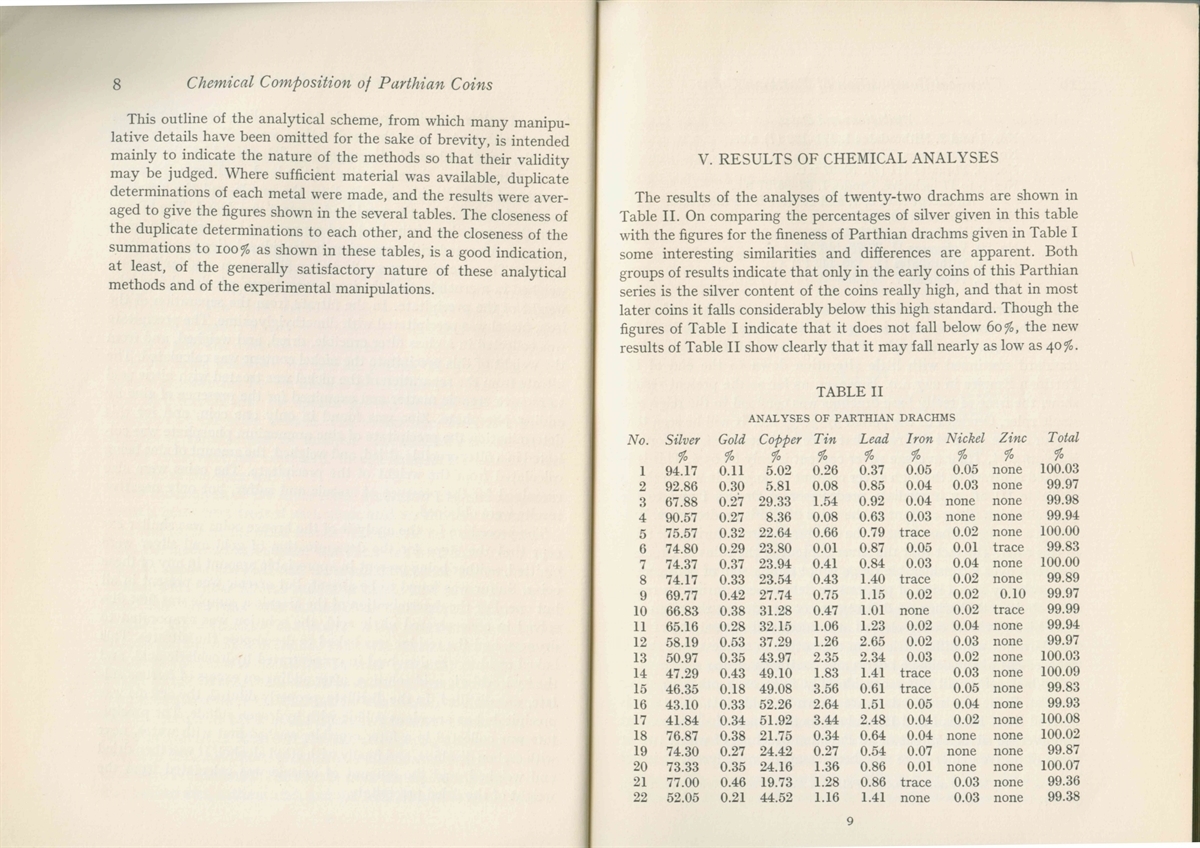 8 Chemical Composition of Parthian Coins
This outline of the analytical scheme, from which many manipu-
lative details have been omitted for the sake of brevity, is intended
mainly to indicate the nature of the methods so that their validity
may be judged. Where sufficient material was available, duplicate
determinations of each metal were made, and the results were aver-
aged to give the figures shown in the several tables. The closeness of
the duplicate determinations to each other, and the closeness of the
summations to 100% as shown in these tables, is a good indication,
at least, of the generally satisfactory nature of these analytical
methods and of the experimental manipulations.
V. RESULTS OF CHEMICAL ANALYSES
The results of the analyses of twenty-two drachms are shown in
Table II. On comparing the percentages of silver given in this table
with the figures for the fineness of Parthian drachms given in Table I
some interesting similarities and differences are apparent. Both
groups of results indicate that only in the early coins of this Parthian
series is the silver content of the coins really high, and that in most
later coins it falls considerably below this high standard. Though the
figures of Table I indicate that it does not fall below 60%, the new
results of Table II show clearly that it may fall nearly as low as 40%.
TABLE II
ANALYSES OF PARTHIAN DRACHMS
No. Silver Gold Copper Tin Lead Iron Nickel Zinc Total
% % % % % % % % %
1 94.17 0.11 5.02 0.26 0.37 0.05 0.05 none 100.03
2 92.86 0.30 5.81 0.08 0.85 0.04 0.03 none 99.97
3 67.88 0.27 29.33 1.54 0.92 0.04 none none 99.98
4 90.57 0.27 8.36 0.08 0.63 0.03 none none 99.94
5 75.57 0.32 22.64 0.66 0.79 trace 0.02 none 100.00
6 74.80 0.29 23.80 0.01 0.87 0.05 0.01 trace 99.83
7 74.37 0.37 23.94 0.41 0.84 0.03 0.04 none 100.00
8 74.17 0.33 23.54 0.43 1.40 trace 0.02 none 99.89
9 69.77 0.42 27.74 0.75 1.15 0.02 0.02 0.10 99.97
10 66.83 0.38 31.28 0.47 1.01 none 0.02 trace 99.99
11 65.16 0.28 32.15 1.06 1.23 0.02 0.04 none 99.94
12 58.19 0.53 37.29 1.26 2.65 0.02 0.03 none 99.97
13 50.97 0.35 43.97 2.35 2.34 0.03 0.02 none 100.03
14 47.29 0.43 49.10 1.83 1.41 trace 0.03 none 100.09
15 46.35 0.18 49.08 3.56 0.61 trace 0.05 none 99.83
16 43.10 0.33 52.26 2.64 1.51 0.05 0.04 none 99.93
17 41.84 0.34 51.92 3.44 2.48 0.04 0.02 none 100.08
18 76.87 0.38 21.75 0.34 0.64 0.04 none none 100.02
19 74.30 0.27 24.42 0.27 0.54 0.07 none none 99.87
20 73.33 0.35 24.16 1.36 0.86 0.01 none none 100.07
21 77.00 0.46 19.73 1.28 0.86 trace 0.03 none 99.36
22 52.05 0.21 44.52 1.16 1.41 none 0.03 none 99.38
9